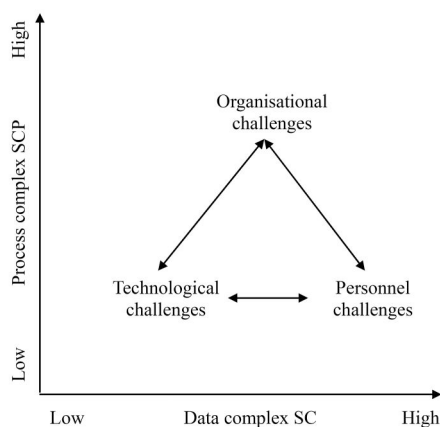 High
Organisational
challenges
Process complex SCP
Technological
challenges
Personnel
challenges
Low
Low
Data complex SC
High